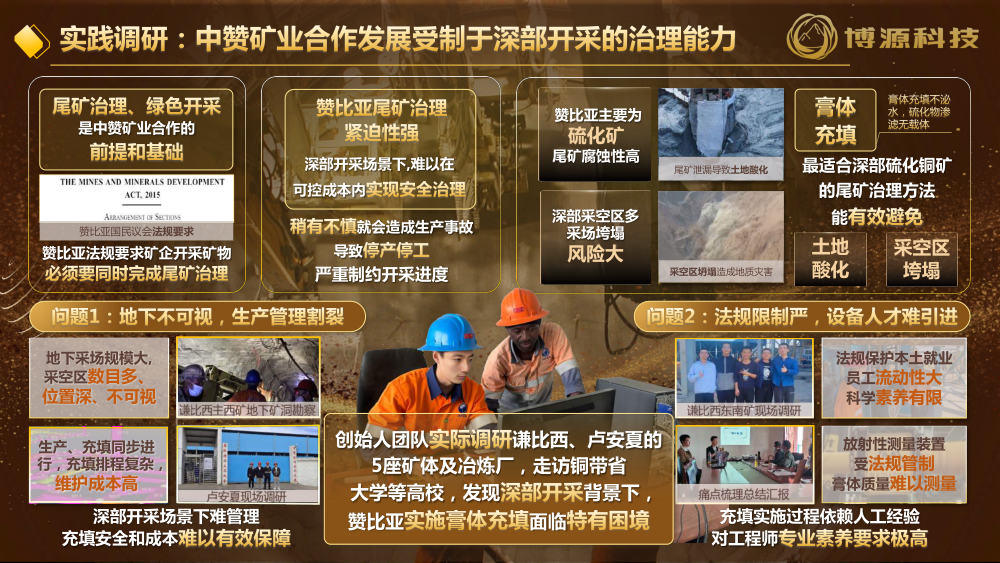 实践调研：中赞矿业合作发展受制于深部开采的治理能力
博源科技
尾矿治理、绿色开采
是中赞矿业合作的
前提和基础
THE MINES AND MINERALS DEVELOPMENT
ACT, 2015
ARRANGEMENT OF SECTIONS
赞比亚国民议会法规要求
赞比亚法规要求矿企开采矿物
必须要同时完成尾矿治理
赞比亚尾矿治理
紧迫性强
深部开采场景下,难以在
可控成本内实现安全治理
稍有不慎就会造成生产事故
导致停产停工
严重制约开采进度
赞比亚主要为
硫化矿
尾矿腐蚀性高
尾矿泄漏导致土地酸化
深部采空区多
采场垮塌
风险大
采空区坍塌造成地质灾害
膏体
充填
膏体充填不泌
水，硫化物渗
滤无载体
最适合深部硫化铜矿
的尾矿治理方法
能有效避免
土地
酸化
采空区
垮塌
问题1：地下不可视，生产管理割裂
地下采场规模大,
采空区数目多、
位置深、不可视
谦比西主西矿地下矿洞勘察
生产、充填同步进
行，充填排程复杂，
维护成本高
卢安夏现场调研
深部开采场景下难管理
充填安全和成本难以有效保障
创始人团队实际调研谦比西、卢安夏的
5座矿体及冶炼厂，走访铜带省
大学等高校，发现深部开采背景下，
赞比亚实施膏体充填面临特有困境
问题2：法规限制严，设备人才难引进
谦比西东南矿现场调研
法规保护本土就业
员工流动性大
科学素养有限
痛点梳理总结汇报
放射性测量装置
受法规管制
膏体质量难以测量
充填实施过程依赖人工经验
对工程师专业素养要求极高